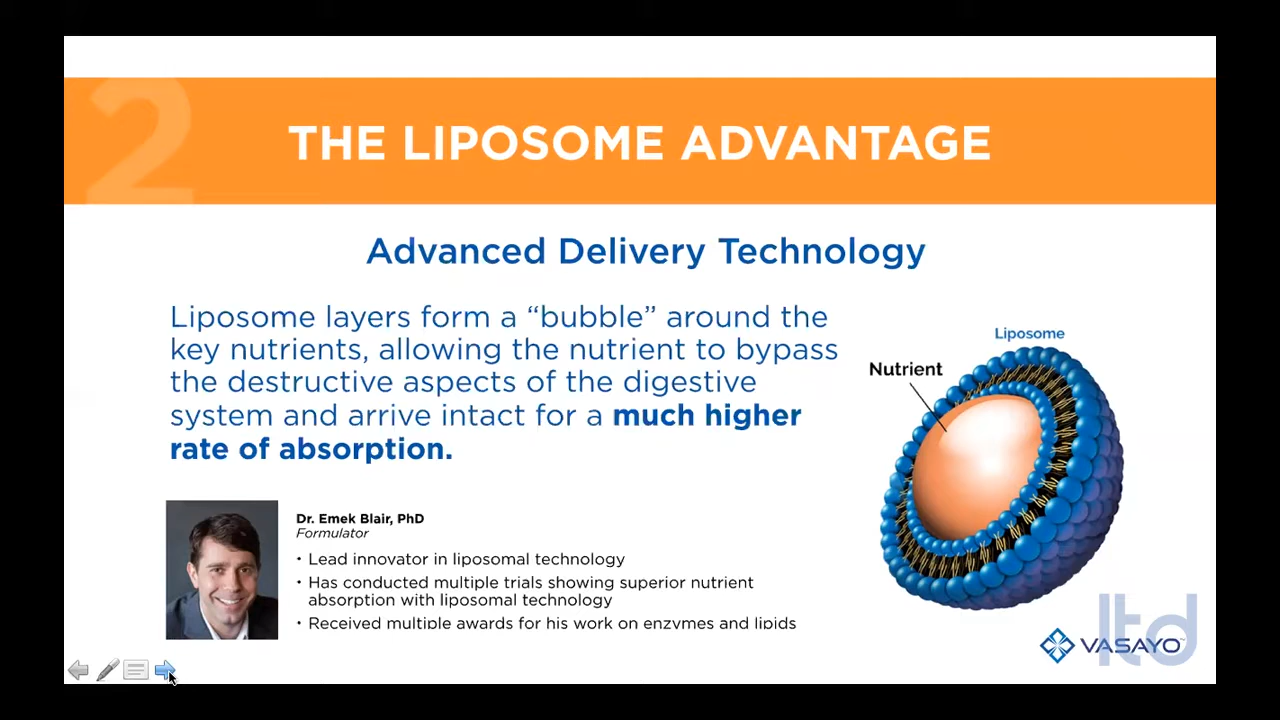 2
THE LIPOSOME ADVANTAGE
Advanced Delivery Technology
Liposome layers form a “bubble” around the
key nutrients, allowing the nutrient to bypass
the destructive aspects of the digestive
system and arrive intact for a much higher
rate of absorption.
Liposome
Nutrient
Dr. Emek Blair, PhD
Formulator
• Lead innovator in liposomal technology
• Has conducted multiple trials showing superior nutrient
absorption with liposomal technology
• Received multiple awards for his work on enzymes and lipids
ltd
VASAYO™